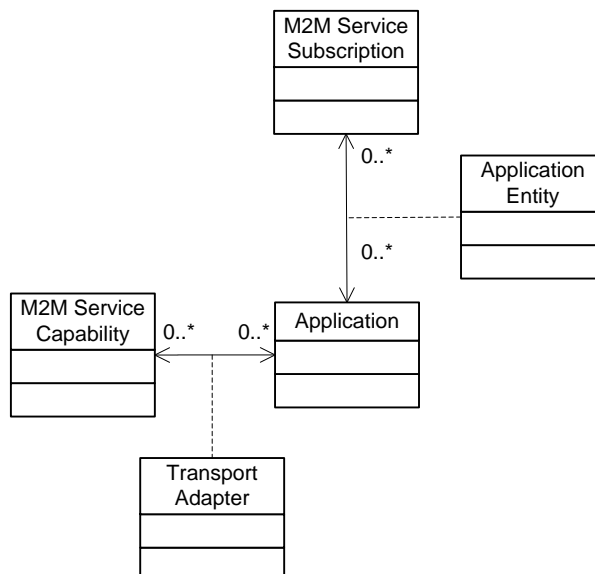 M2M Service
Subscription
0..*
Application
Entity
0..*
M2M Service
Capability
0..*
0..*
Application
Transport
Adapter